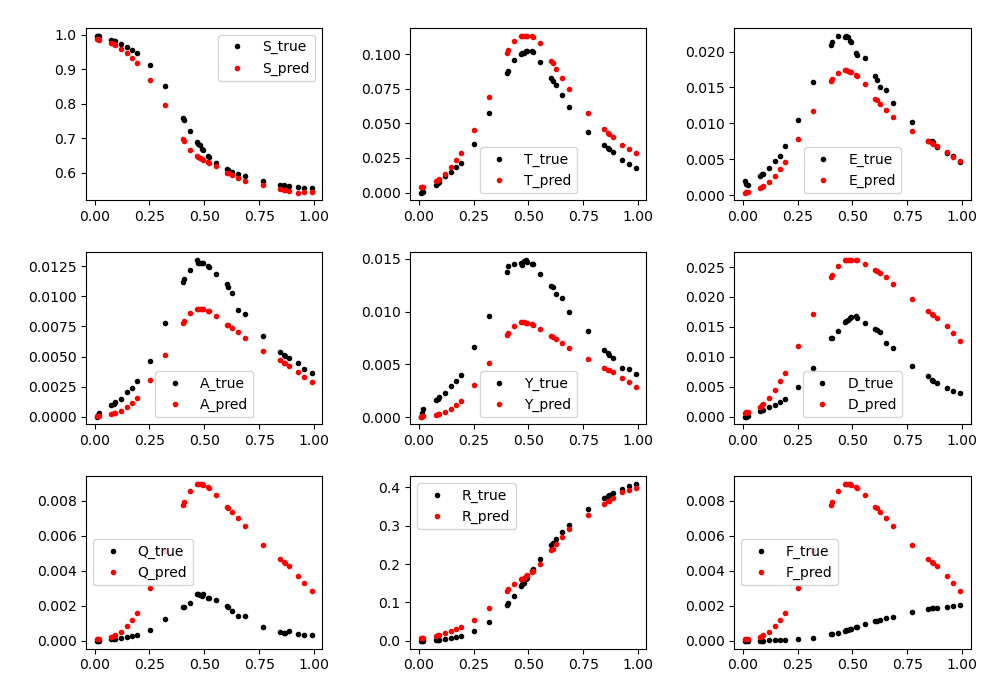 1.0
0.9
0.8
0.7
0.6
0.00 0.25 0.50 0.75 1.00
S_true
S_pred
0.100
0.075
0.050
0.025
0.000
0.00 0.25 0.50 0.75 1.00
T_true
T_pred
0.020
0.015
0.010
0.005
0.000
0.00 0.25 0.50 0.75 1.00
E_true
E_pred
0.0125
0.0100
0.0075
0.0050
0.0025
0.0000
0.00 0.25 0.50 0.75 1.00
A_true
A_pred
0.015
0.010
0.005
0.000
0.00 0.25 0.50 0.75 1.00
Y_true
Y_pred
0.025
0.020
0.015
0.010
0.005
0.000
0.00 0.25 0.50 0.75 1.00
D_true
D_pred
0.008
0.006
0.004
0.002
0.000
0.00 0.25 0.50 0.75 1.00
Q_true
Q_pred
0.4
0.3
0.2
0.1
0.0
0.00 0.25 0.50 0.75 1.00
R_true
R_pred
0.008
0.006
0.004
0.002
0.000
0.00 0.25 0.50 0.75 1.00
F_true
F_pred